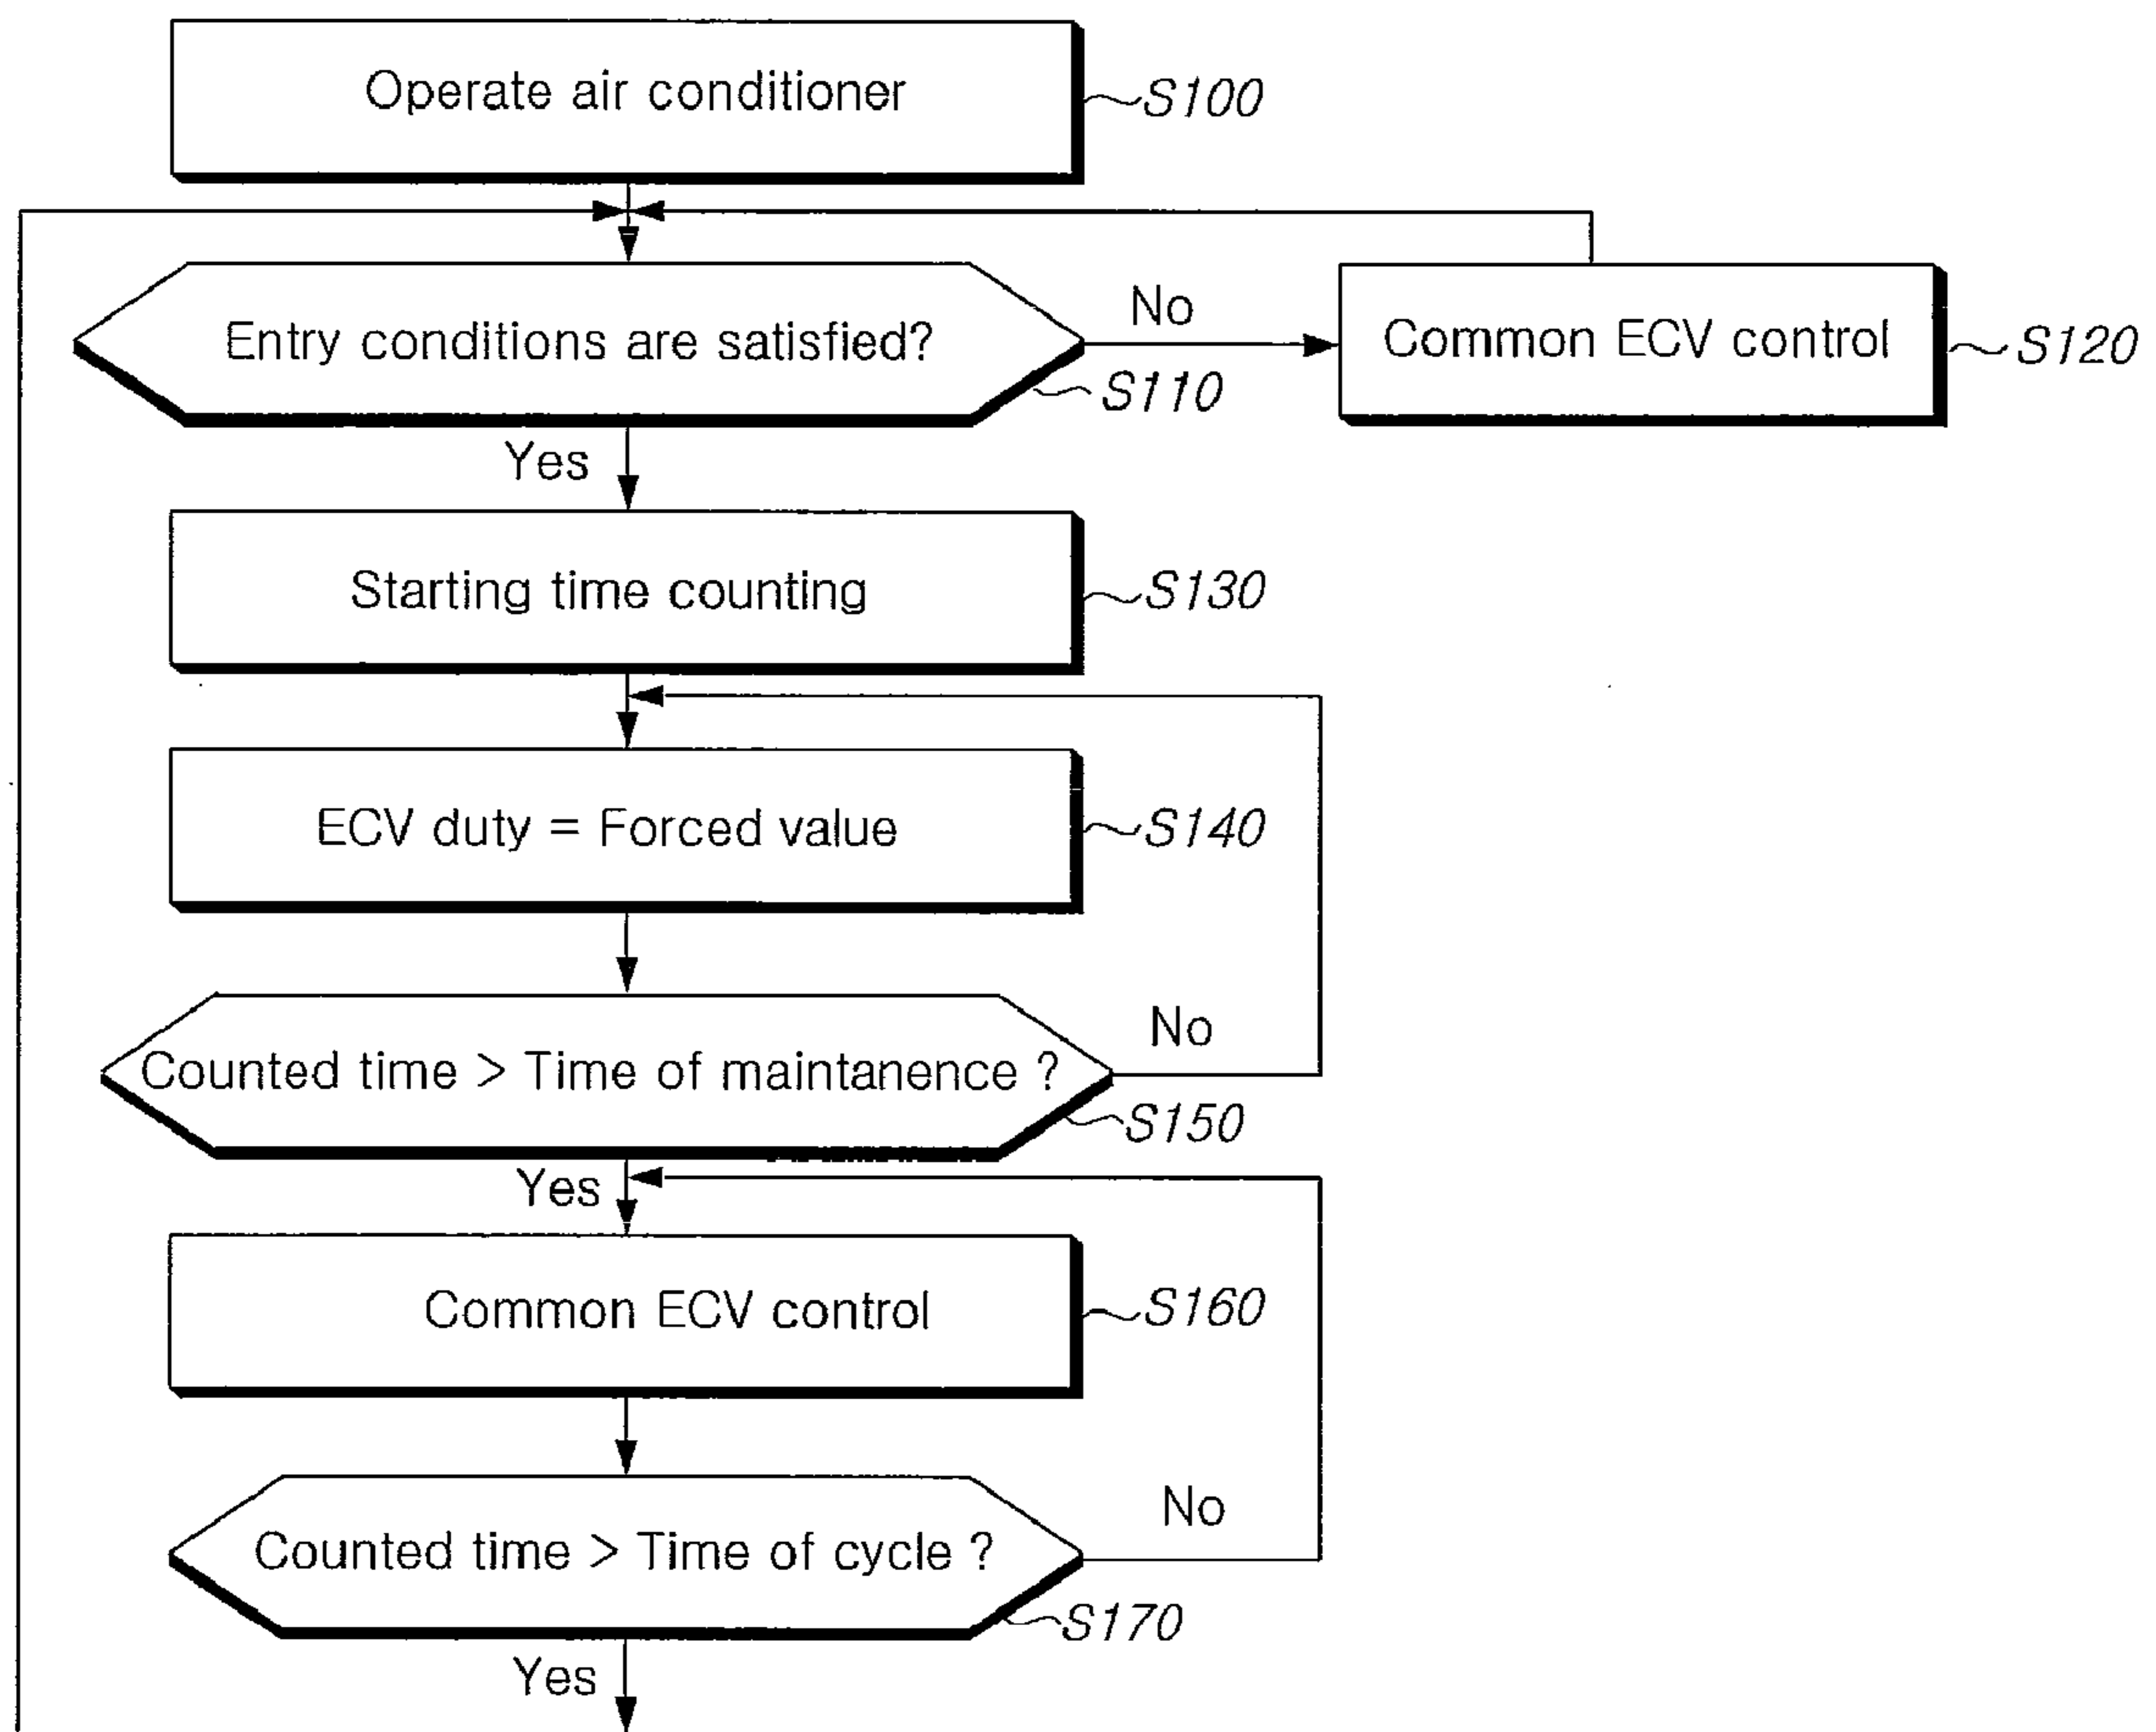 Operate air conditioner
S100
Entry conditions are satisfied?
No
S110
Common ECV control
S120
Yes
Starting time counting
S130
ECV duty = Forced value
S140
Counted time > Time of maintanence ?
No
S150
Yes
Common ECV control
S160
Counted time > Time of cycle ?
No
S170
Yes